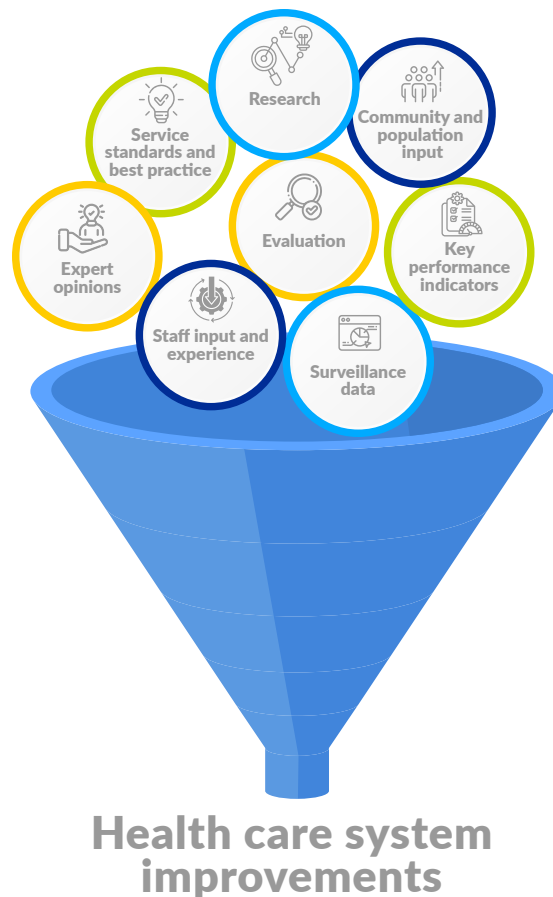 Research
Community and
population
input
Service
standards and
best practice
Evaluation
Key
performance
indicators
Expert
opinions
Staff input and
experience
Surveillance
data
Health care system
improvements